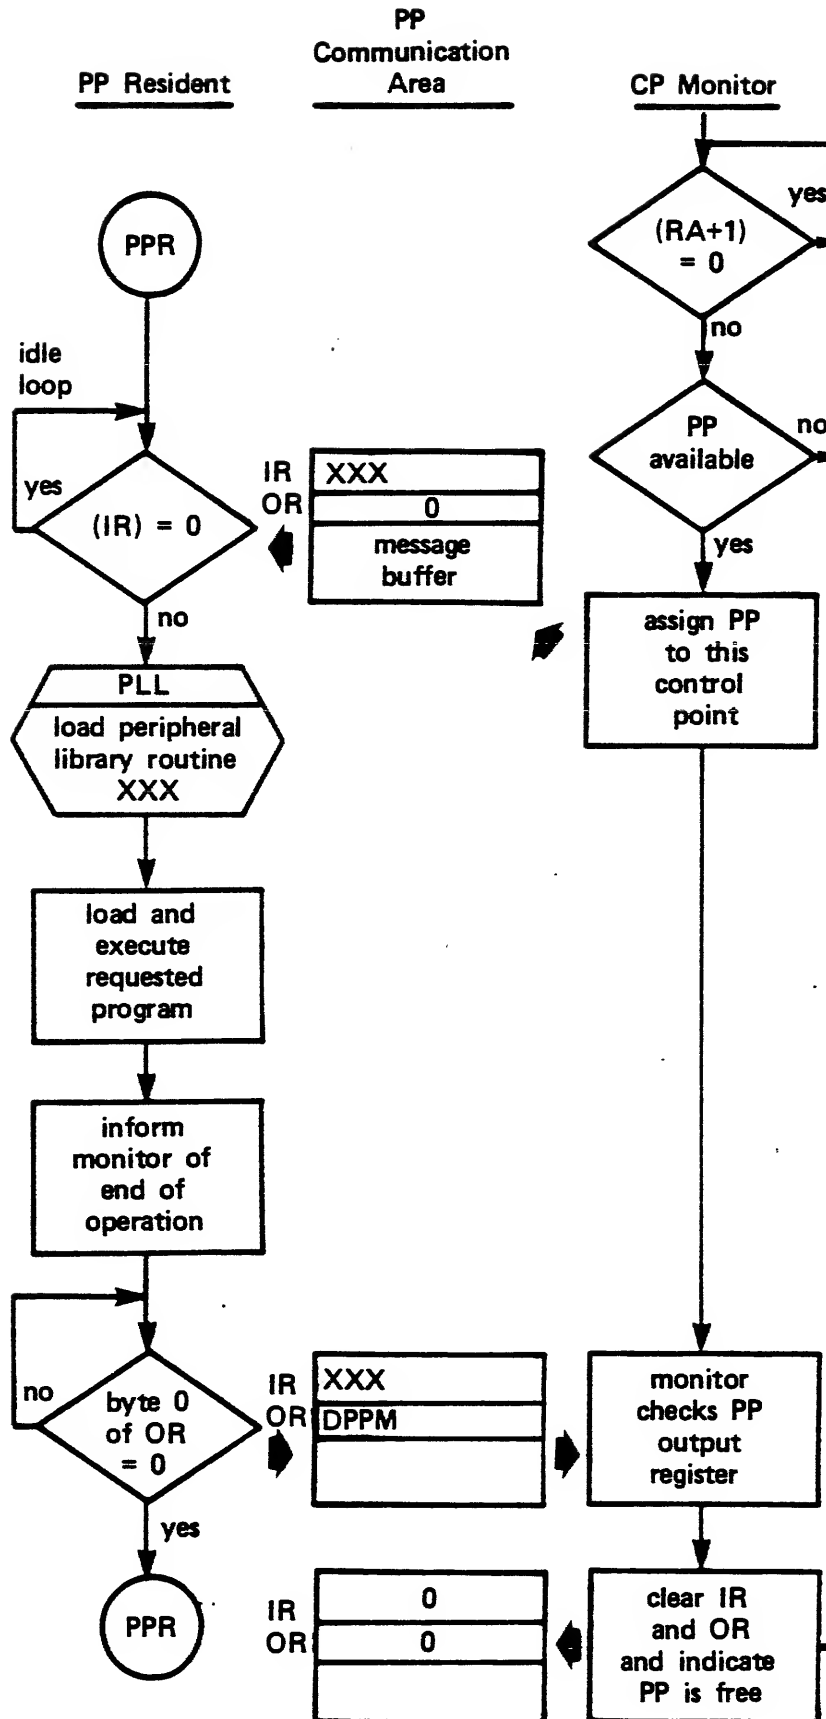 PP
Communication
Area
PP Resident
CP Monitor
PPR
idle
loop
yes
(IR) = 0
no
PLL
load peripheral
library routine
XXX
load and
execute
requested
program
inform
monitor of
end of
operation
no
byte 0
of OR
= 0
yes
PPR
IR
OR
XXX
0
message
buffer
IR
OR
XXX
DPPM
IR
OR
0
0
(RA+1)
= 0
yes
no
PP
available
no
yes
assign PP
to this
control
point
monitor
checks PP
output
register
clear IR
and OR
and indicate
PP is free